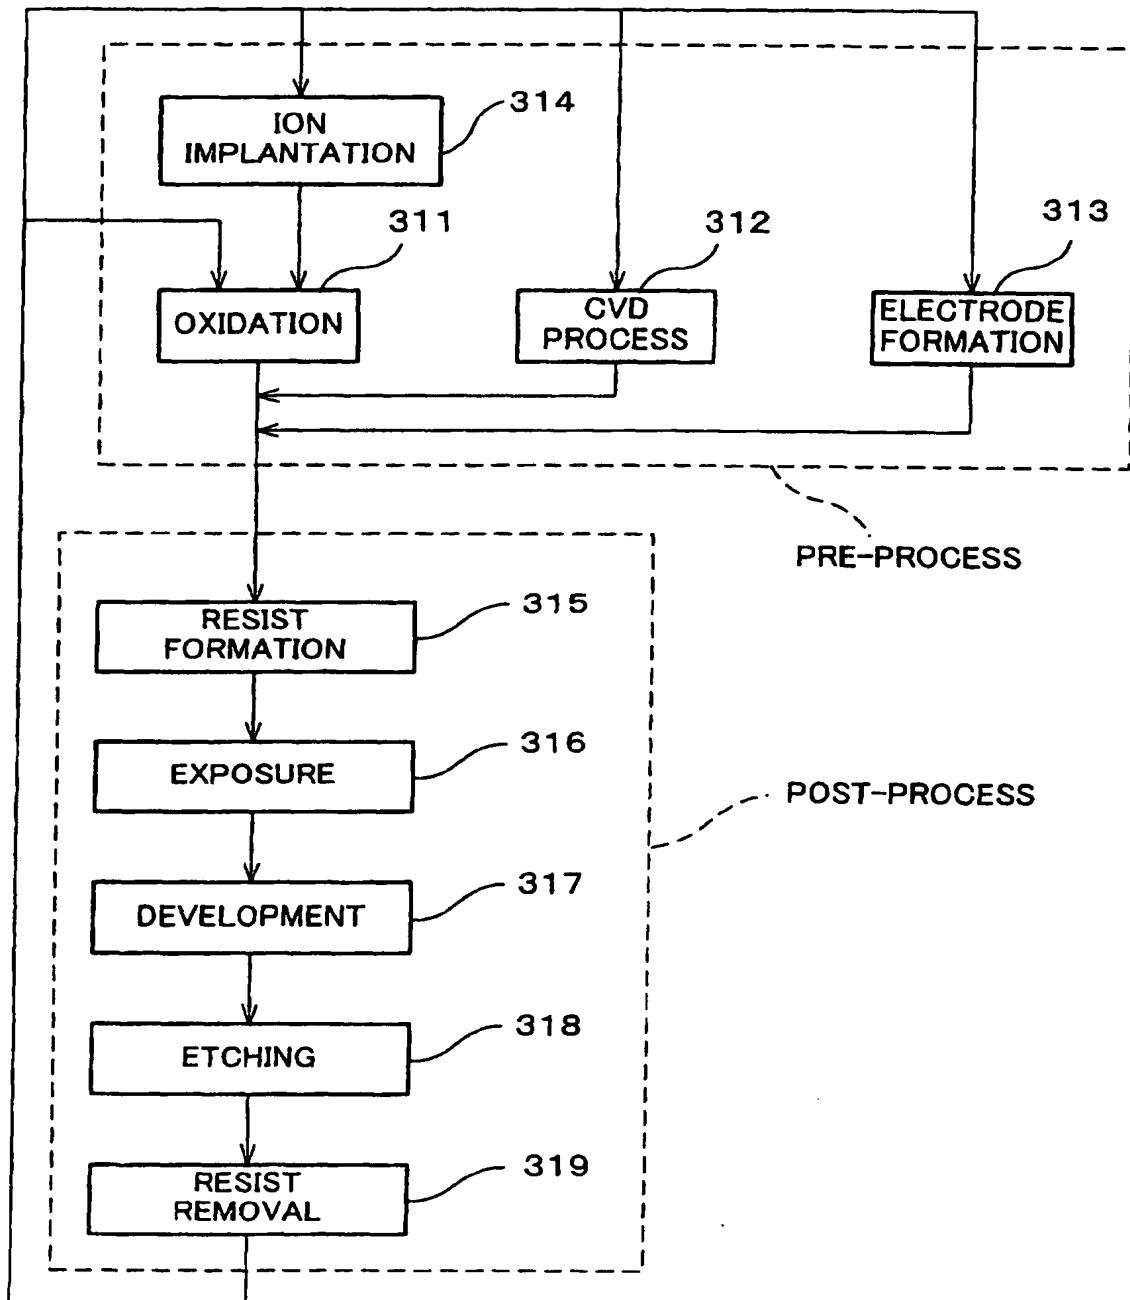 314
ION
IMPLANTATION
311
312
313
OXIDATION
CVD
PROCESS
ELECTRODE
FORMATION
PRE-PROCESS
315
RESIST
FORMATION
316
EXPOSURE
POST-PROCESS
317
DEVELOPMENT
318
ETCHING
319
RESIST
REMOVAL